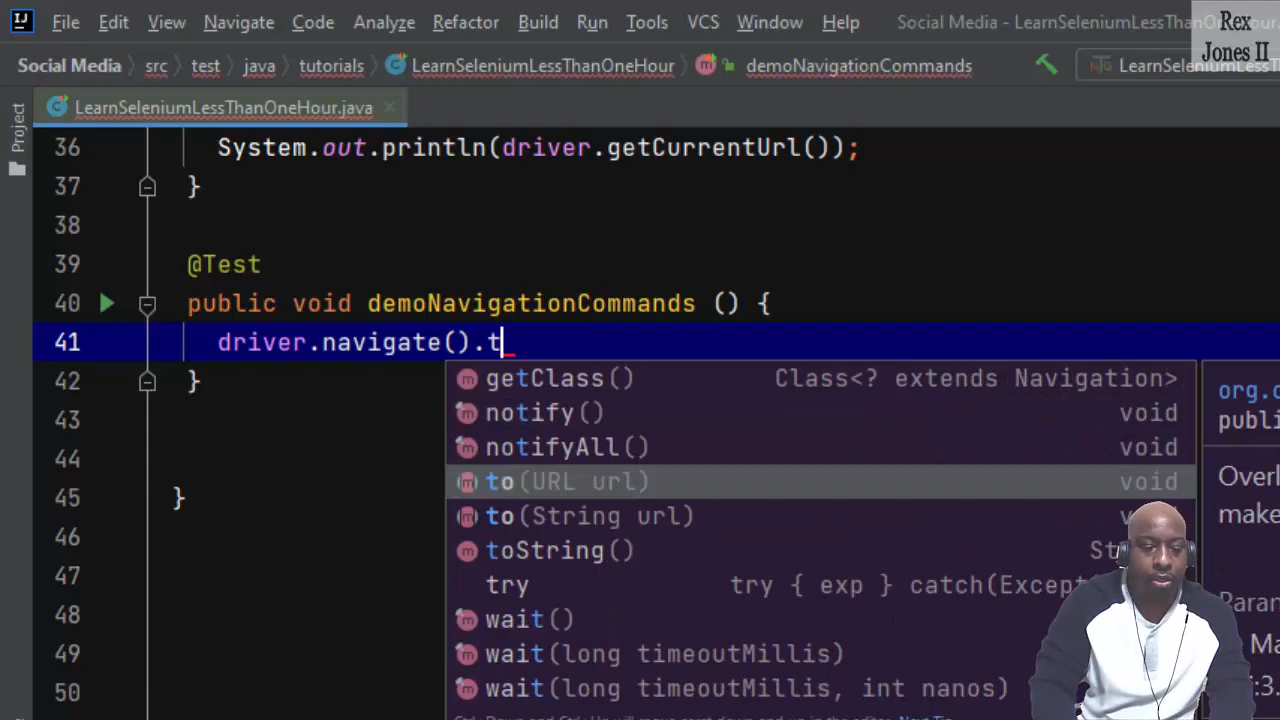 File Edit View Navigate Code Analyze Refactor Build Run Tools VCS Window Help Social Media - LearnSeleniumLessThanOneHour
Rex
Jones II
Social Media src test java tutorials LearnSeleniumLessThanOneHour demoNavigationCommands
LearnSeleniumLessThanOneHour.java
Project
36 System.out.println(driver.getCurrentUrl());
37 }
38
39 @Test
40 public void demoNavigationCommands () {
41 driver.navigate().t
42 }
43
44
45 }
46
47
48
49
50
getClass() Class<? extends Navigation>
notify() void
notifyAll() void
to(URL url) void
to(String url)
toString()
try try { exp } catch(Except
wait()
wait(long timeoutMillis)
wait(long timeoutMillis, int nanos)
org.
publi
Overl
make
Param